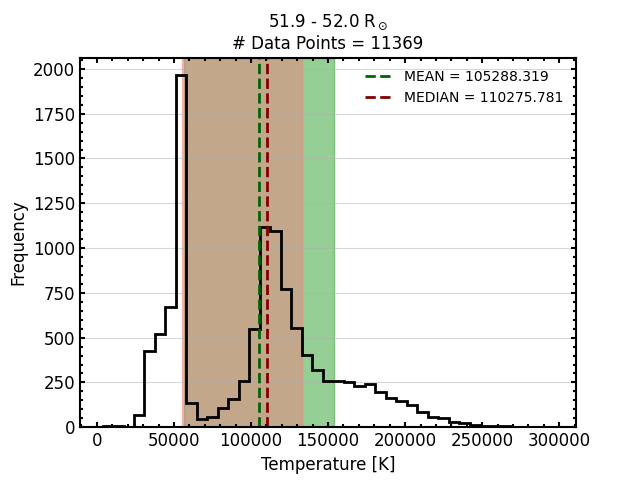 51.9 - 52.0 R⊙
# Data Points = 11369
MEAN = 105288.319
MEDIAN = 110275.781
Frequency
2000
1750
1500
1250
1000
750
500
250
0
0 50000 100000 150000 200000 250000 300000
Temperature [K]